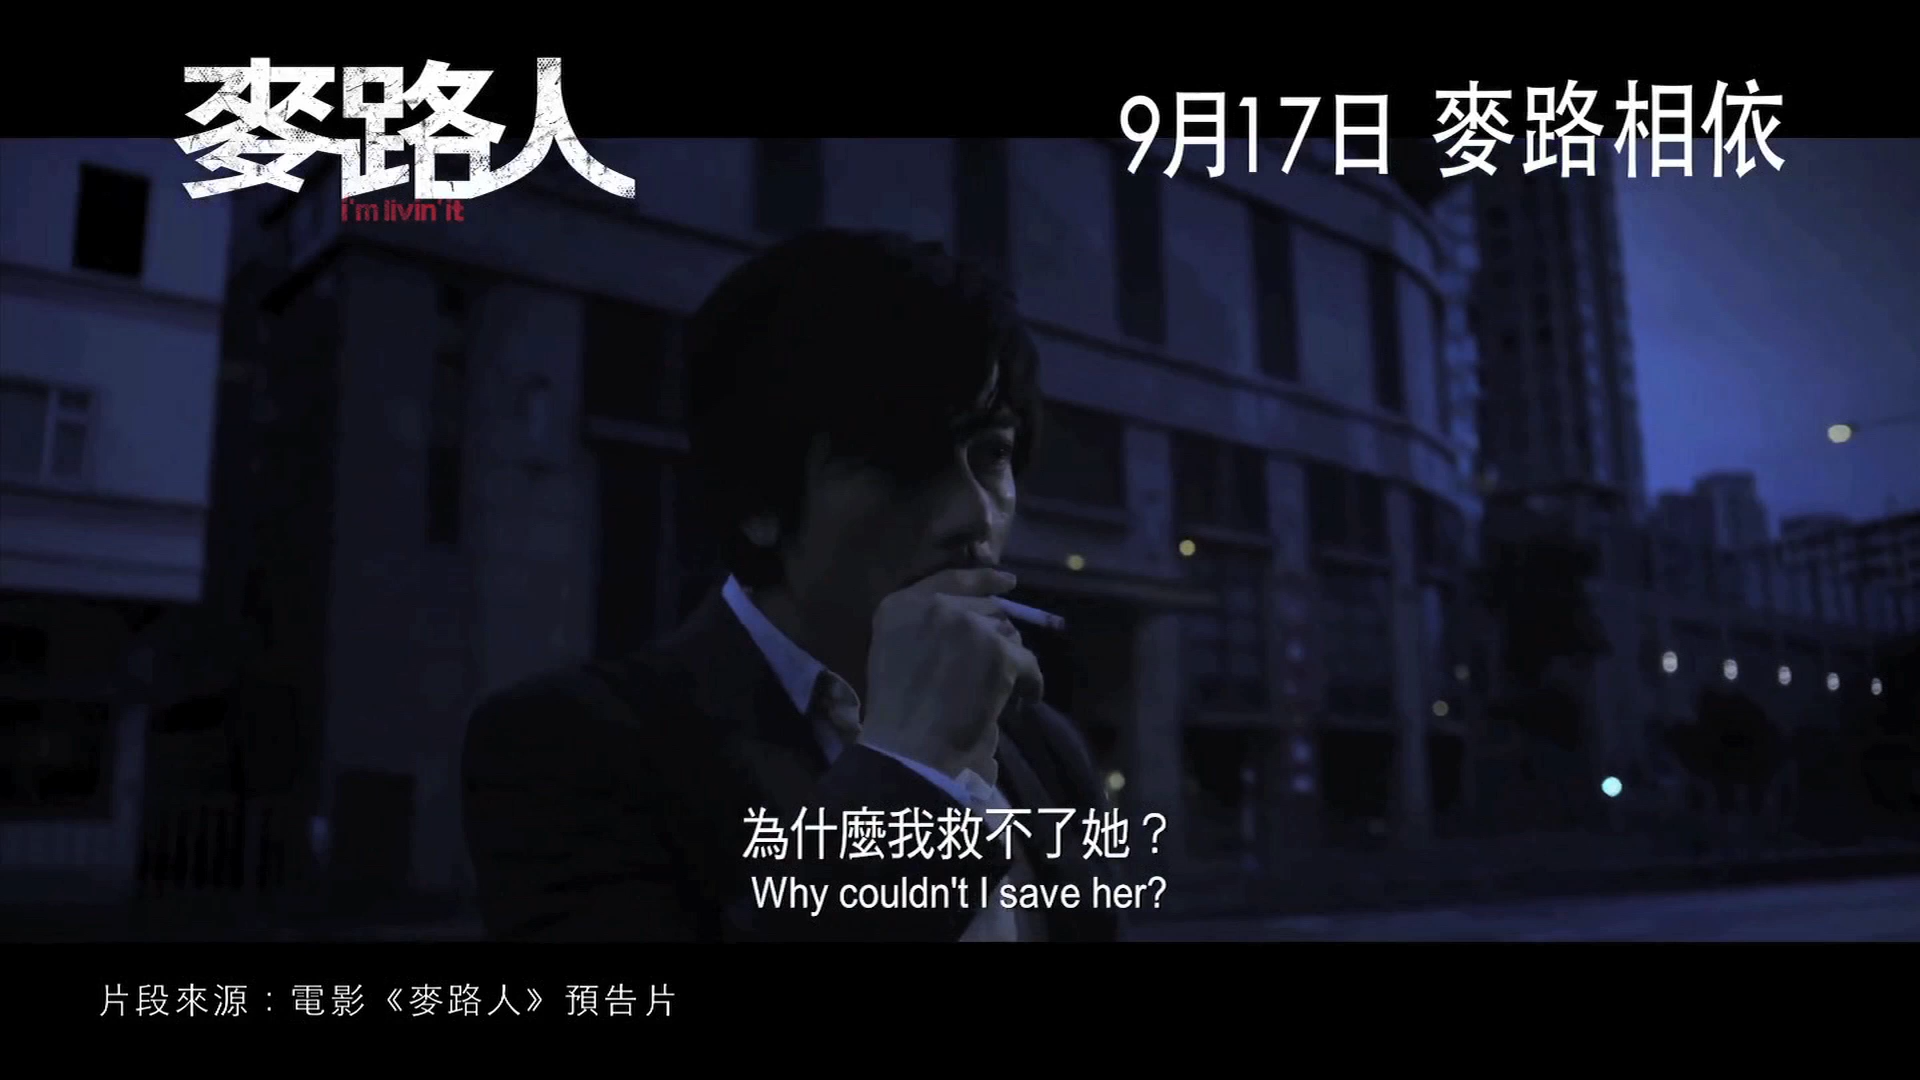 麥路人
I'm livin' it
9月17日 麥路相依
為什麼我救不了她？
Why couldn't I save her?
片段來源：電影《麥路人》預告片